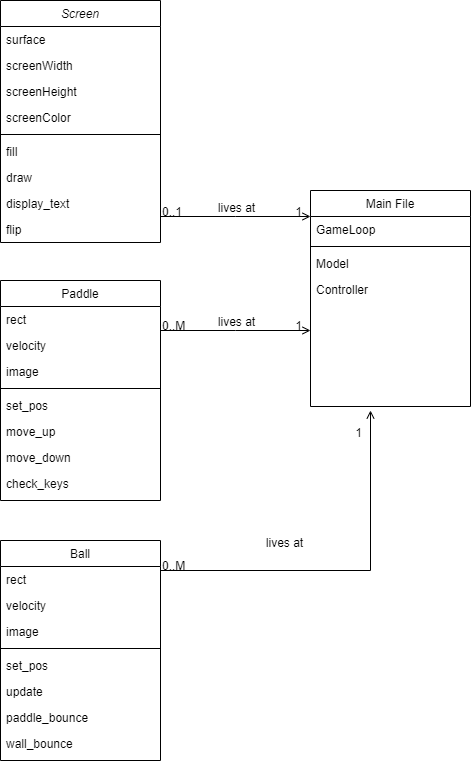 Screen
surface
screenWidth
screenHeight
screenColor
fill
draw
display_text
flip
0..1
lives at
1
Main File
GameLoop
Model
Controller
Paddle
rect
velocity
image
set_pos
move_up
move_down
check_keys
0..M
lives at
1
1
lives at
Ball
rect
velocity
image
set_pos
update
paddle_bounce
wall_bounce
0..M